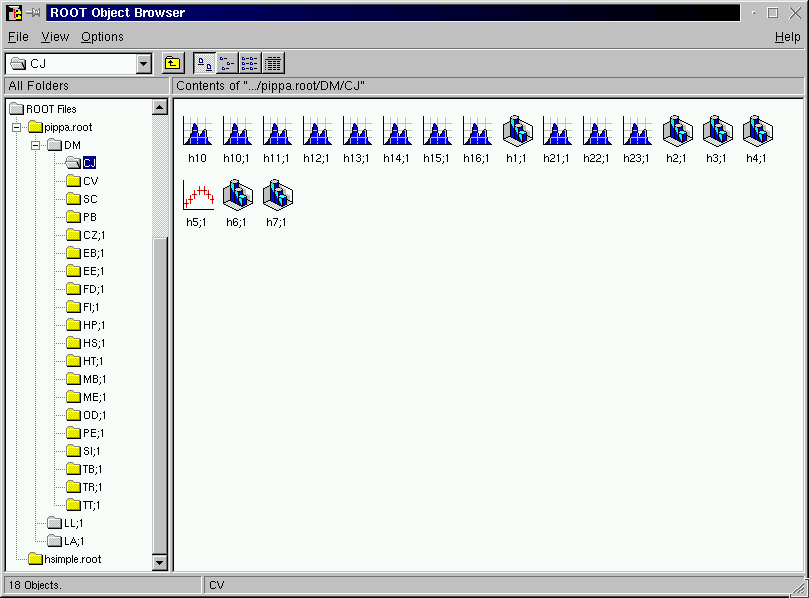 ROOT Object Browser
File View Options Help
CJ
All Folders
Contents of ".../pippa.root/DM/CJ"
ROOT Files
pippa.root
DM
CJ
CV
SC
PB
CZ;1
EB;1
EE;1
FD;1
FI;1
HP;1
HS;1
HT;1
MB;1
ME;1
OD;1
PE;1
SI;1
TB;1
TR;1
TT;1
LL;1
LA;1
hsimple.root
h10 h10;1 h11;1 h12;1 h13;1 h14;1 h15;1 h16;1 h1;1 h21;1 h22;1 h23;1 h2;1 h3;1 h4;1
h5;1 h6;1 h7;1
18 Objects.
CV